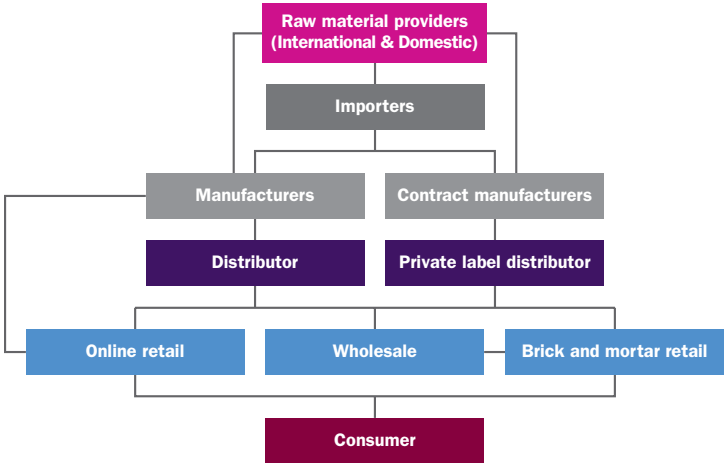 Raw material providers
(International & Domestic)
Importers
Manufacturers
Contract manufacturers
Distributor
Private label distributor
Online retail
Wholesale
Brick and mortar retail
Consumer